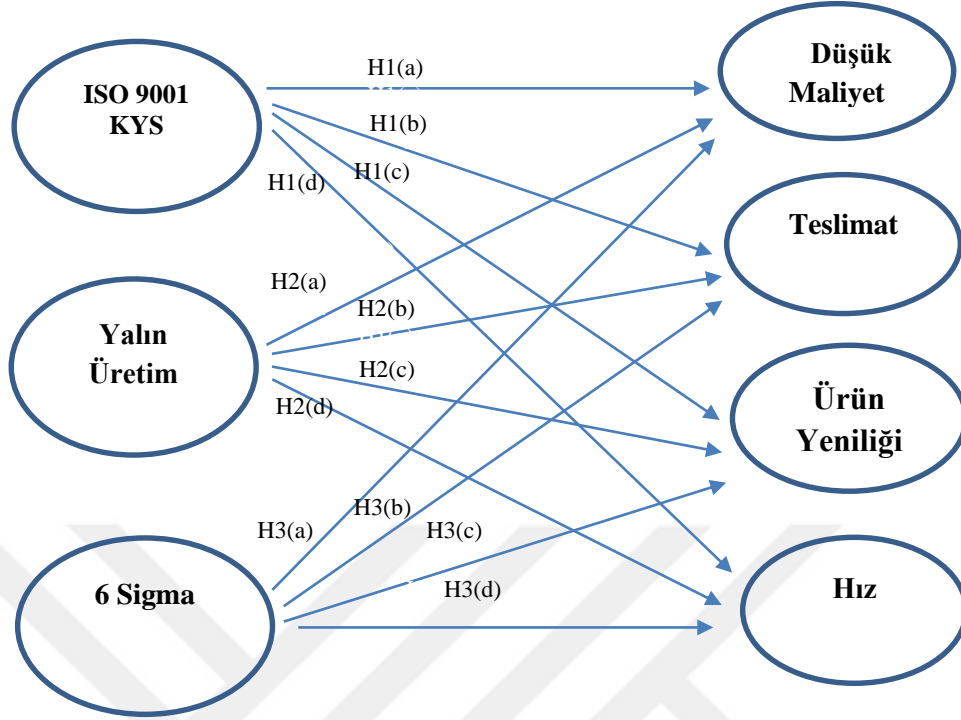 ISO 9001
KYS
Yalın
Üretim
6 Sigma
H1(a)
H1(b)
H1(c)
H1(d)
H2(a)
H2(b)
H2(c)
H2(d)
H3(a)
H3(b)
H3(c)
H3(d)
Düşük
Maliyet
Teslimat
Ürün
Yeniliği
Hız